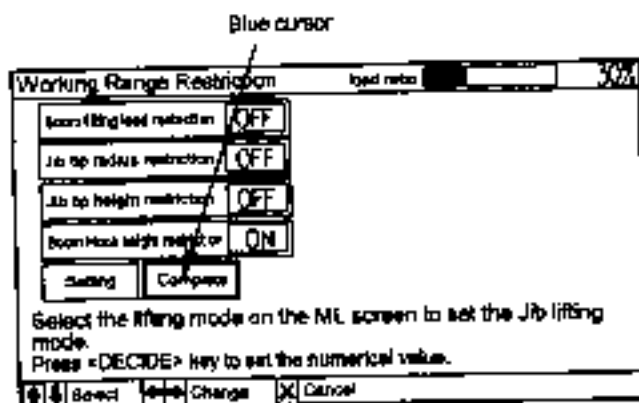 Blue cursor
Working Range Restriction load ratio 30%
Boom lifting load restriction OFF
Jib tip radius restriction OFF
Jib tip height restriction OFF
Boom Hook height restriction ON
Setting Complete
Select the lifting mode on the ML screen to set the Jib lifting
mode.
Press <DECIDE> key to set the numerical value.
Select Change Cancel